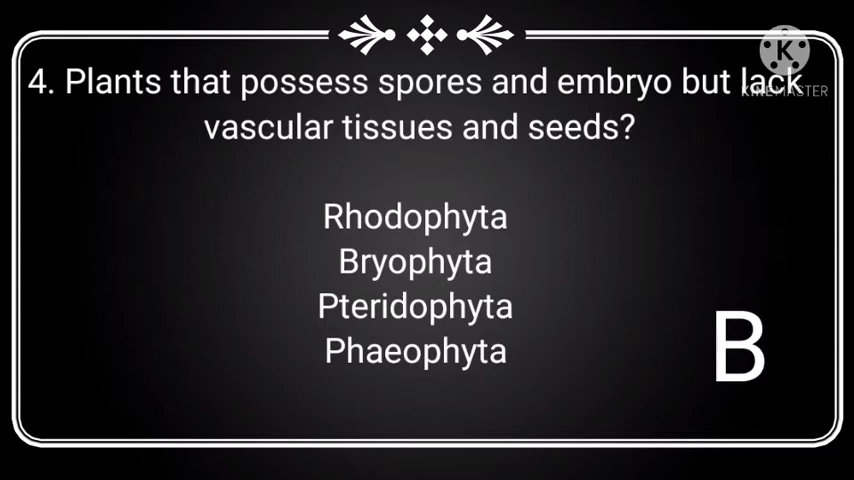 4. Plants that possess spores and embryo but lack
vascular tissues and seeds?
Rhodophyta
Bryophyta
Pteridophyta
Phaeophyta
B
K
KINEMASTER